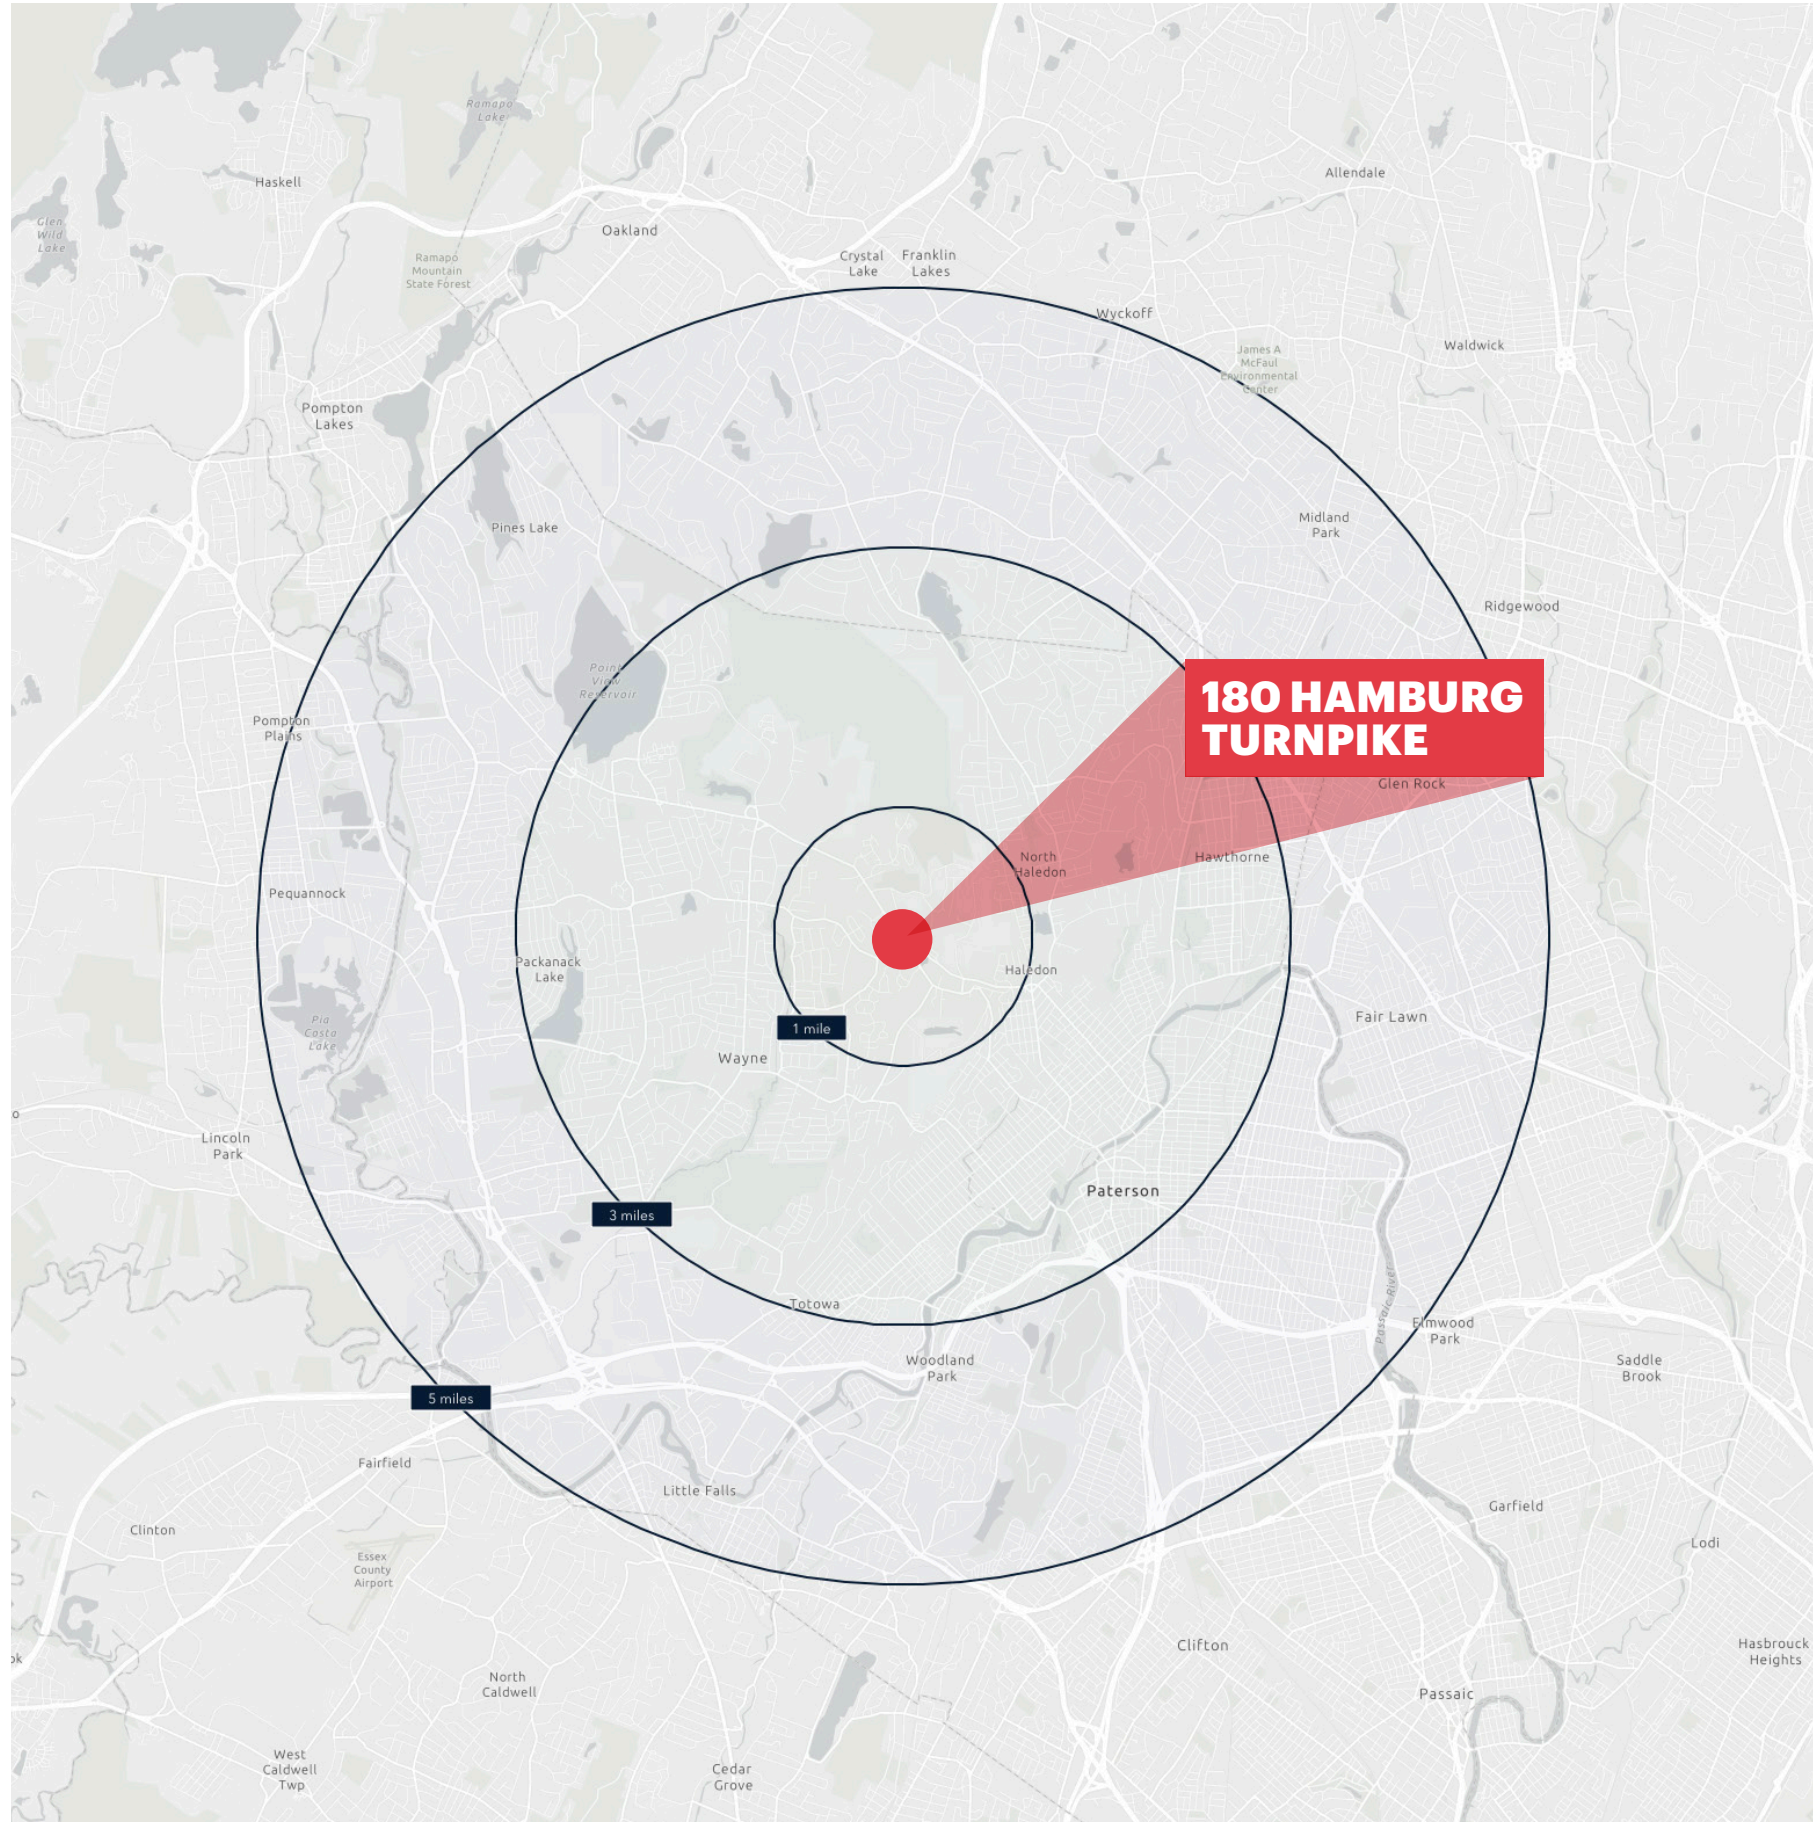 Ramapo
Lake
Haskell
Allendale
Glen
Wild
Lake
Oakland
Ramapo
Mountain
State Forest
Crystal
Lake
Franklin
Lakes
Wyckoff
Waldwick
James A
McFaul
Environmental
Center
Pompton
Lakes
Pines Lake
Midland
Park
Ridgewood
Point
View
Reservoir
180 HAMBURG
TURNPIKE
Pompton
Plains
Glen Rock
North
Haledon
Hawthorne
Pequannock
Packanack
Lake
Haledon
Pia
Costa
Lake
Fair Lawn
1 mile
Wayne
o
Lincoln
Park
Paterson
3 miles
Totowa
Passaic River
Elmwood
Park
Woodland
Park
Saddle
Brook
5 miles
Fairfield
Little Falls
Garfield
Clinton
Lodi
Essex
County
Airport
Clifton
Hasbrouck
Heights
ok
North
Caldwell
Passaic
West
Caldwell
Twp
Cedar
Grove